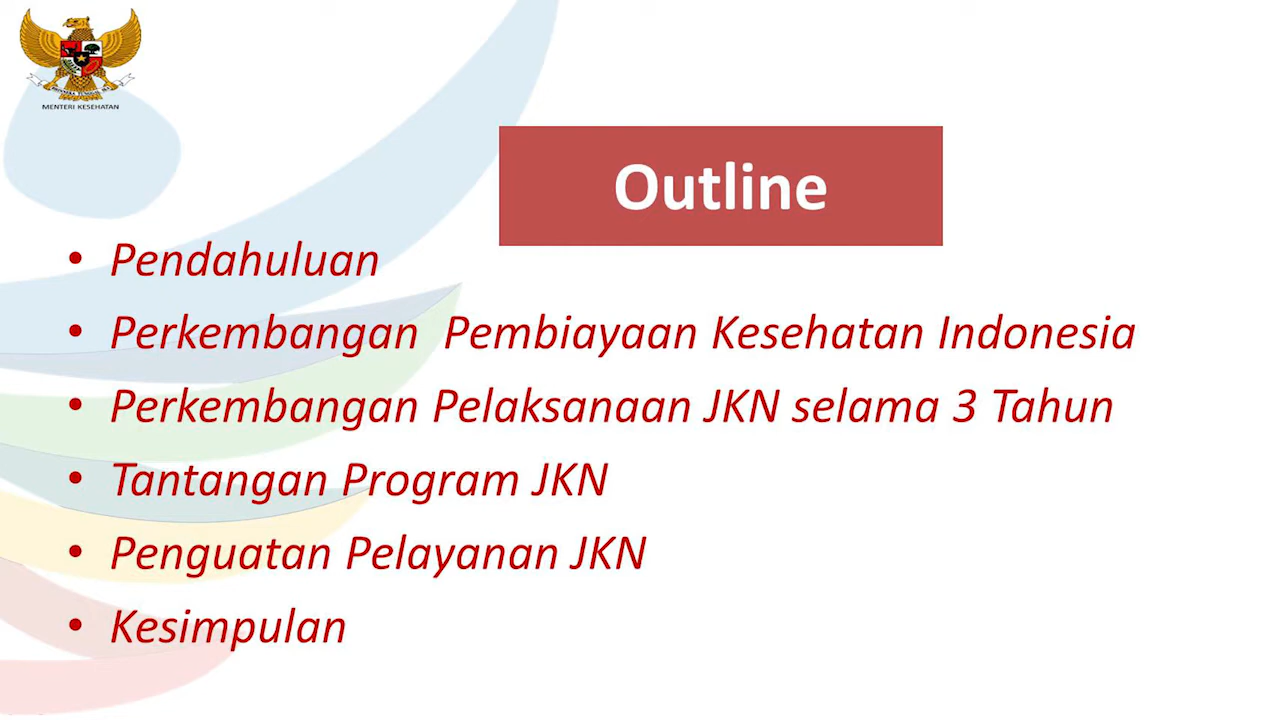 MENTERI KESEHATAN
Outline
• Pendahuluan
• Perkembangan Pembiayaan Kesehatan Indonesia
• Perkembangan Pelaksanaan JKN selama 3 Tahun
• Tantangan Program JKN
• Penguatan Pelayanan JKN
• Kesimpulan